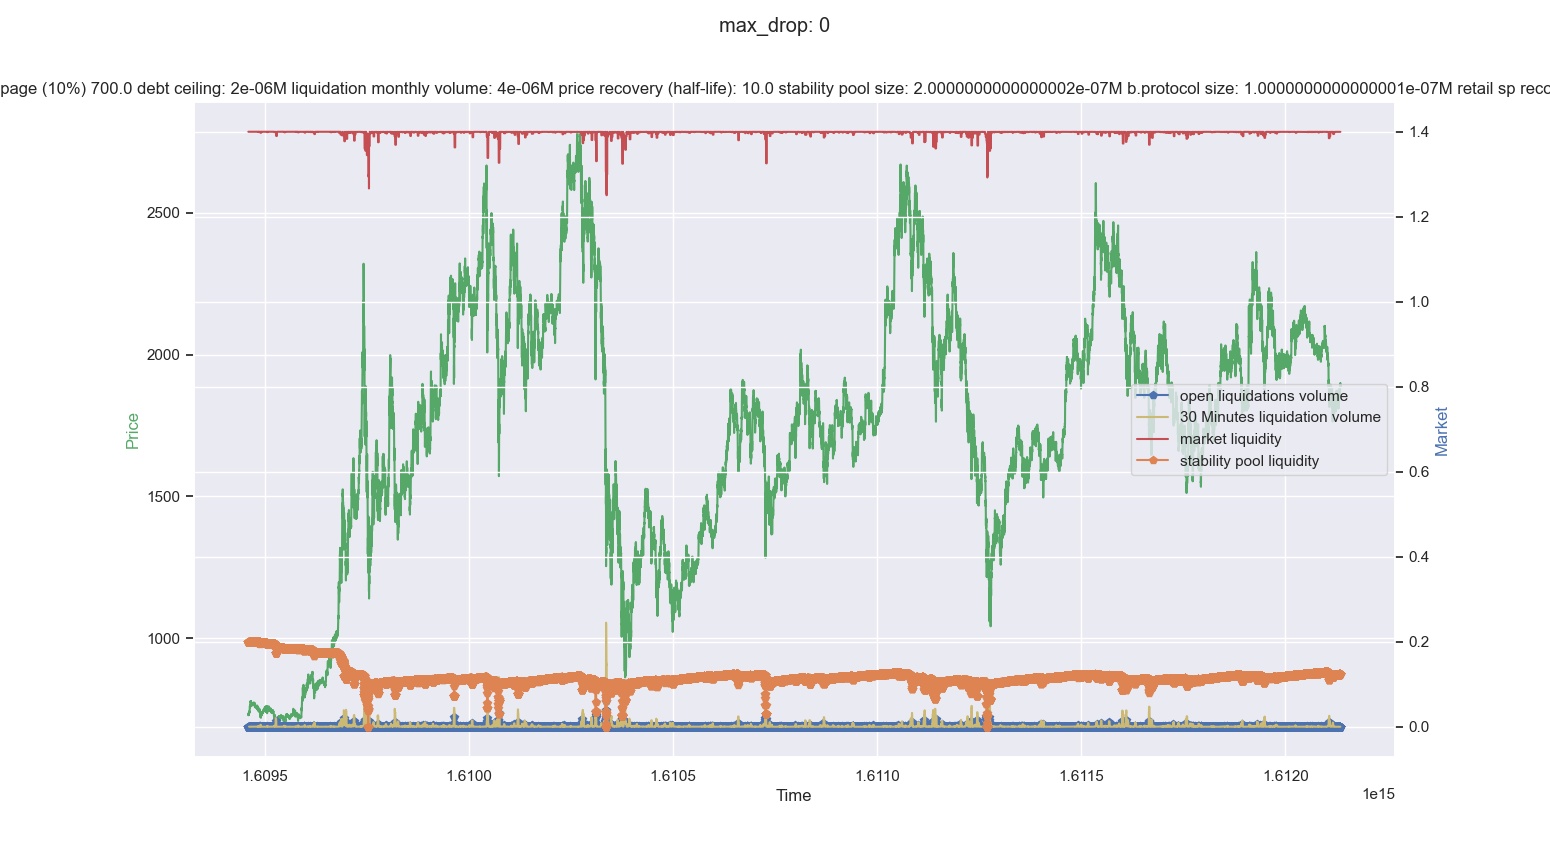 max_drop: 0
page (10%) 700.0 debt ceiling: 2e-06M liquidation monthly volume: 4e-06M price recovery (half-life): 10.0 stability pool size: 2.0000000000000002e-07M b.protocol size: 1.0000000000000001e-07M retail sp reco
2500
2000
1500
1000
Price
1.4
1.2
1.0
0.8
0.6
0.4
0.2
0.0
Market
open liquidations volume
30 Minutes liquidation volume
market liquidity
stability pool liquidity
1.6095
1.6100
1.6105
1.6110
1.6115
1.6120
Time
1e15